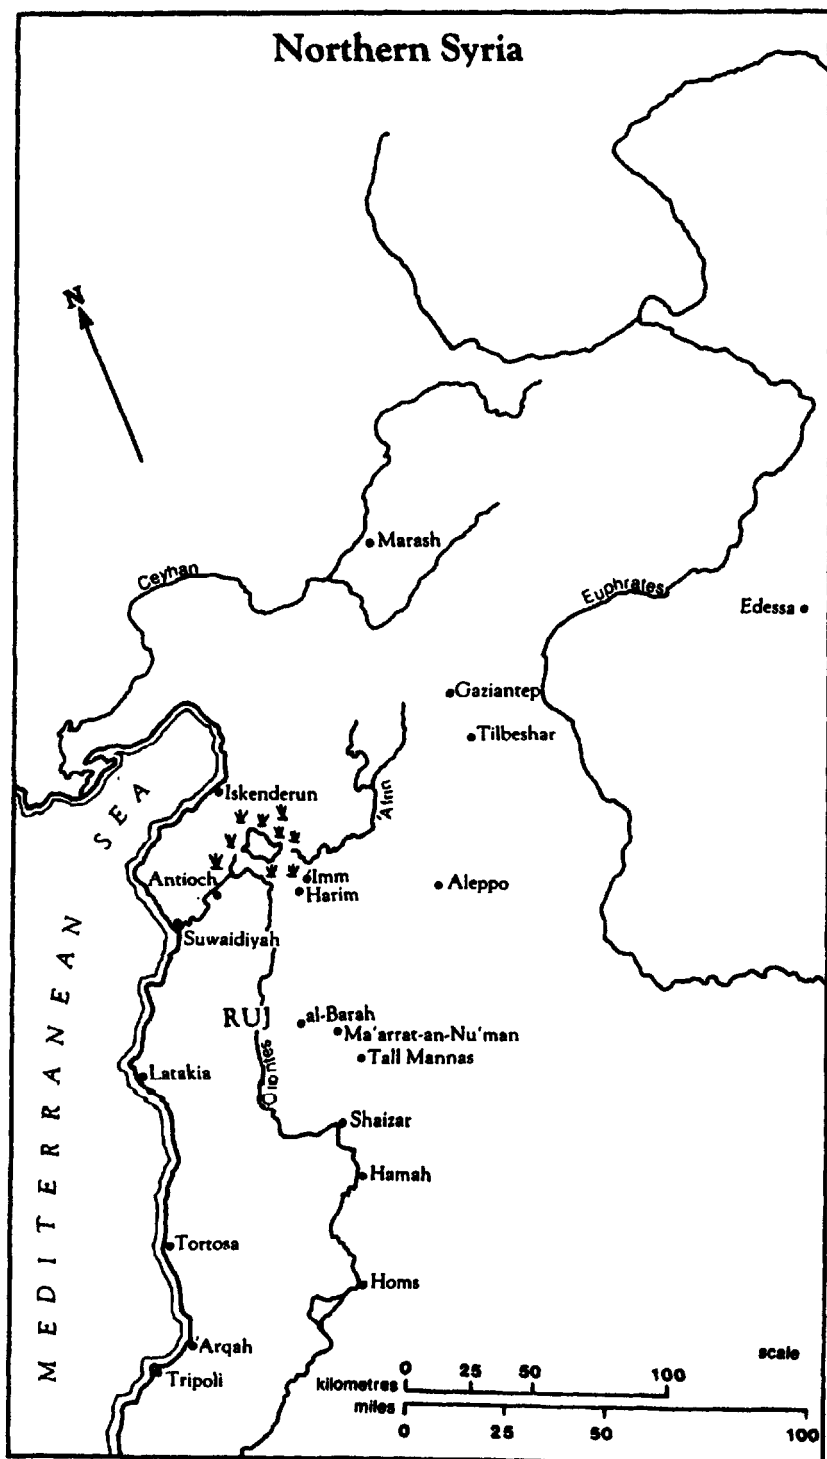 Northern Syria
N
Marash
Ceyhan
Euphrates
Edessa
Gaziantep
Tilbeshar
'Afrin
Iskenderun
MEDITERRANEAN SEA
'Imm
Antioch
Harim
Aleppo
Suwaidiyah
RUJ
al-Barah
Ma'arrat-an-Nu'man
Tall Mannas
Orontes
Latakia
Shaizar
Hamah
Tortosa
Homs
'Arqah
Tripoli
scale
kilometres 0 25 50 100
miles 0 25 50 100